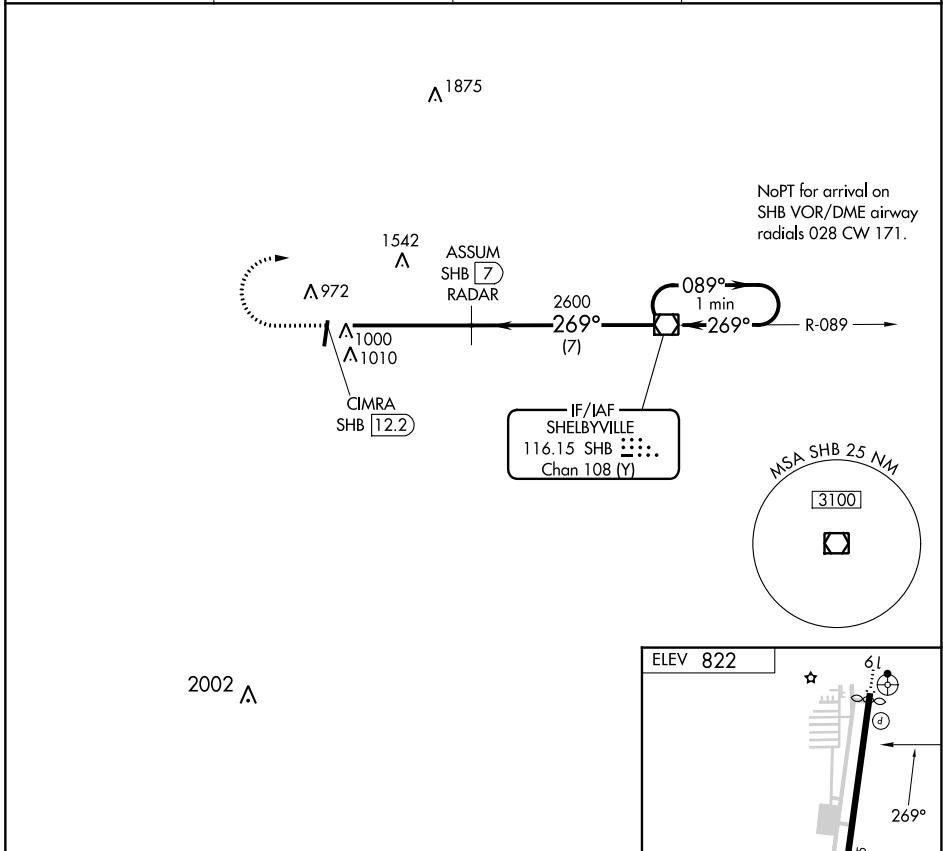 1875
NoPT for arrival on
SHB VOR/DME airway
radials 028 CW 171.
1542
ASSUM
SHB 7
RADAR
972
2600
269°
(7)
089°
1 min
269°
R-089
1000
1010
CIMRA
SHB 12.2
IF/IAF
SHELBYVILLE
116.15 SHB
Chan 108 (Y)
MSA SHB 25 NM
3100
2002
ELEV 822
19
P
269°